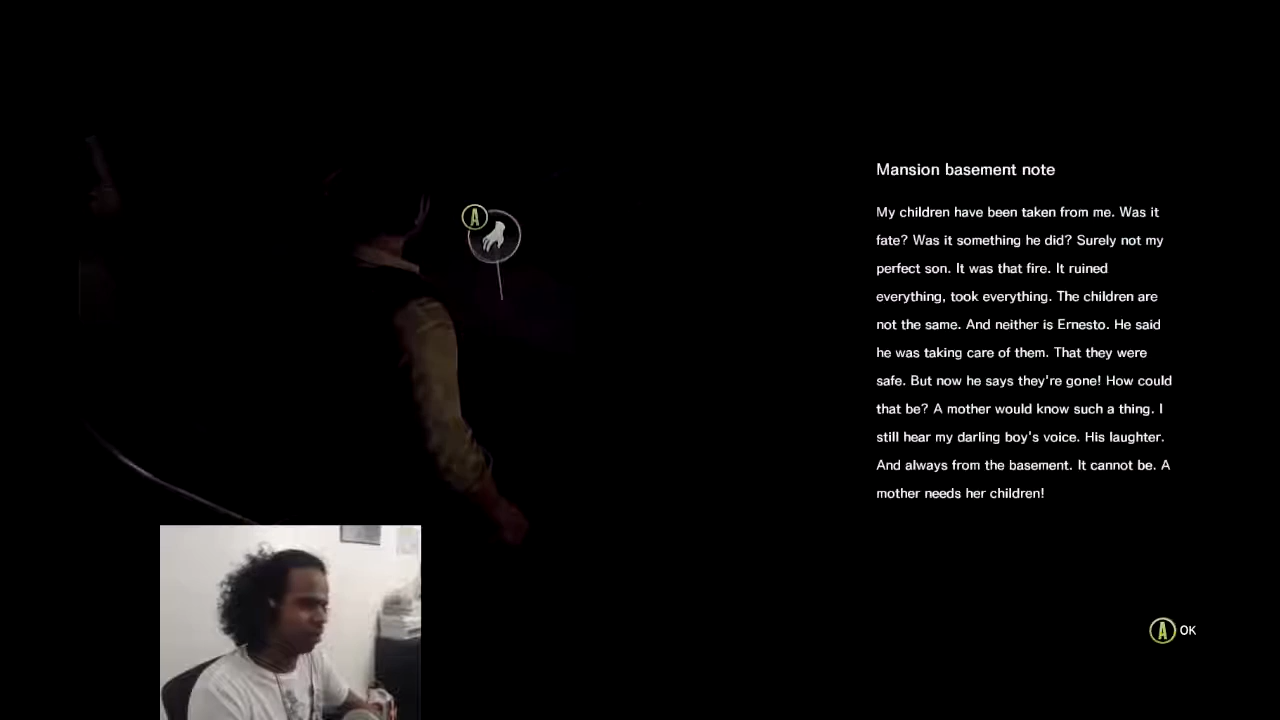 A
Mansion basement note
My children have been taken from me. Was it
fate? Was it something he did? Surely not my
perfect son. It was that fire. It ruined
everything, took everything. The children are
not the same. And neither is Ernesto. He said
he was taking care of them. That they were
safe. But now he says they're gone! How could
that be? A mother would know such a thing. I
still hear my darling boy's voice. His laughter.
And always from the basement. It cannot be. A
mother needs her children!
A OK